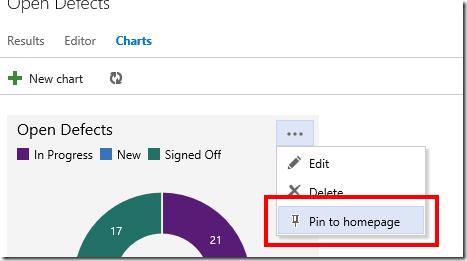 Open Defects
Results Editor Charts
New chart
Open Defects
In Progress New Signed Off
17
21
Edit
Delete
Pin to homepage